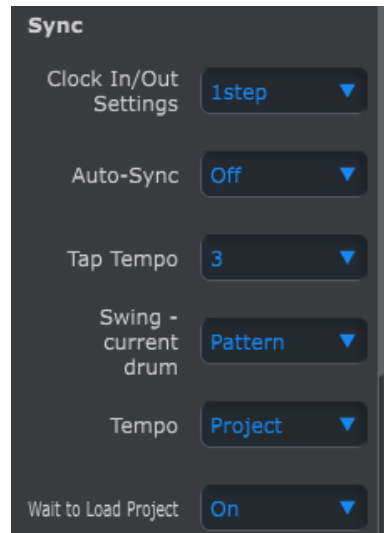 Sync
Clock In/Out
Settings
1step
Auto-Sync
Off
Tap Tempo
3
Swing -
current
drum
Pattern
Tempo
Project
Wait to Load Project
On